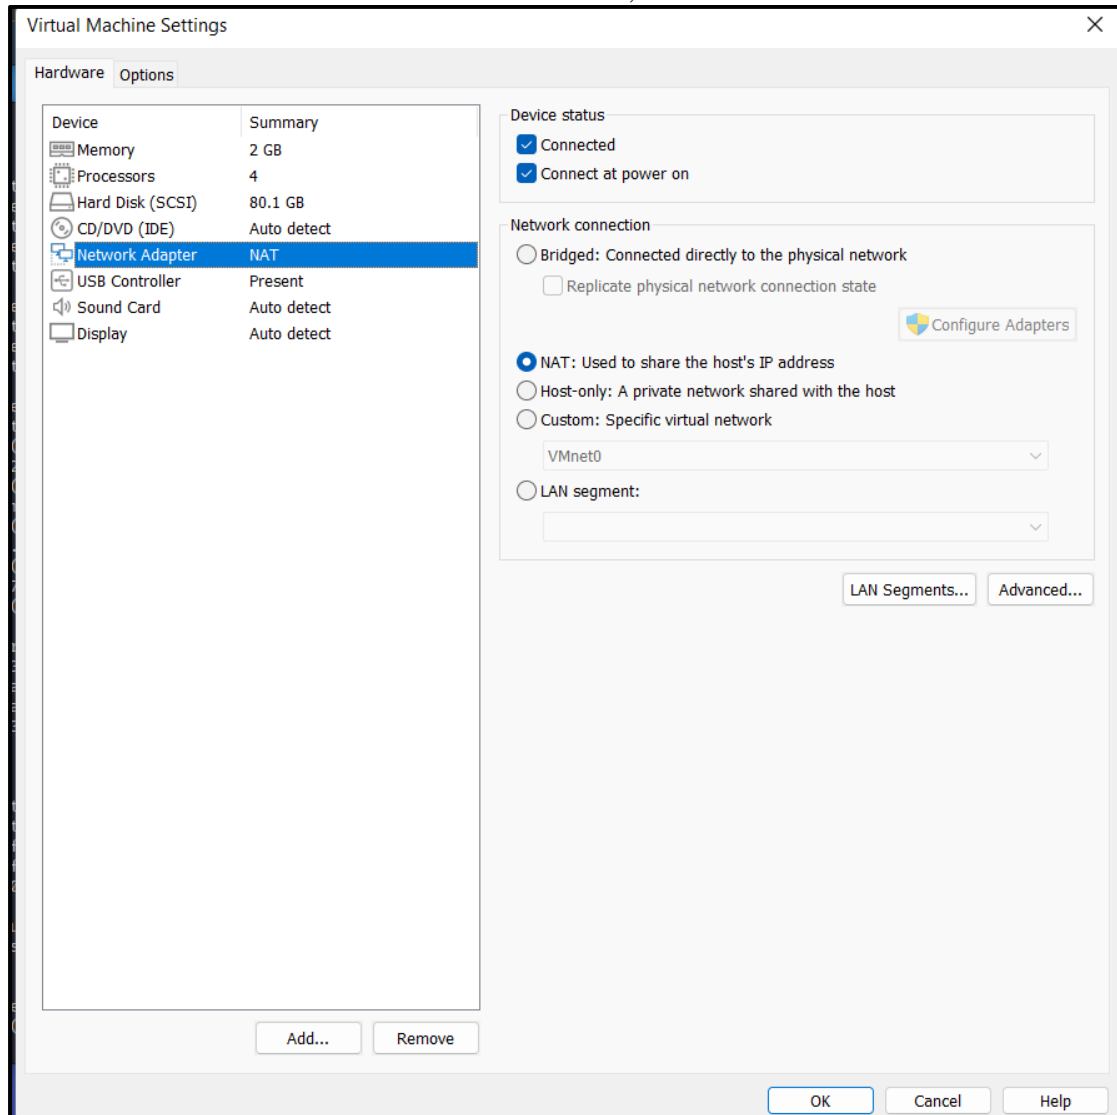 Virtual Machine Settings
Hardware Options
Device Summary
Memory 2 GB
Processors 4
Hard Disk (SCSI) 80.1 GB
CD/DVD (IDE) Auto detect
Network Adapter NAT
USB Controller Present
Sound Card Auto detect
Display Auto detect
Add... Remove
Device status
Connected
Connect at power on
Network connection
Bridged: Connected directly to the physical network
Replicate physical network connection state
Configure Adapters
NAT: Used to share the host's IP address
Host-only: A private network shared with the host
Custom: Specific virtual network
VMnet0
LAN segment:
LAN Segments... Advanced...
OK Cancel Help